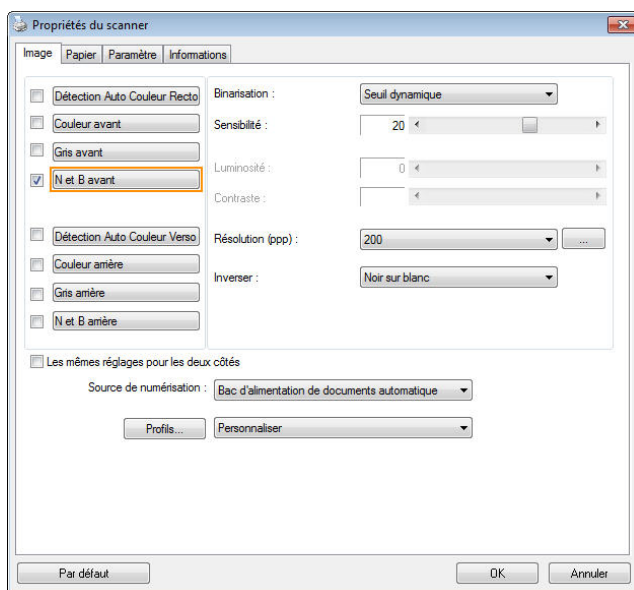 Propriétés du scanner
Image Papier Paramètre Informations
Détection Auto Couleur Recto
Couleur avant
Gris avant
N et B avant
Détection Auto Couleur Verso
Couleur arrière
Gris arrière
N et B arrière
Binarisation : Seuil dynamique
Sensibilité : 20
Luminosité : 0
Contraste :
Résolution (ppp) : 200 ...
Inverser : Noir sur blanc
Les mêmes réglages pour les deux côtés
Source de numérisation : Bac d'alimentation de documents automatique
Profils... Personnaliser
Par défaut OK Annuler